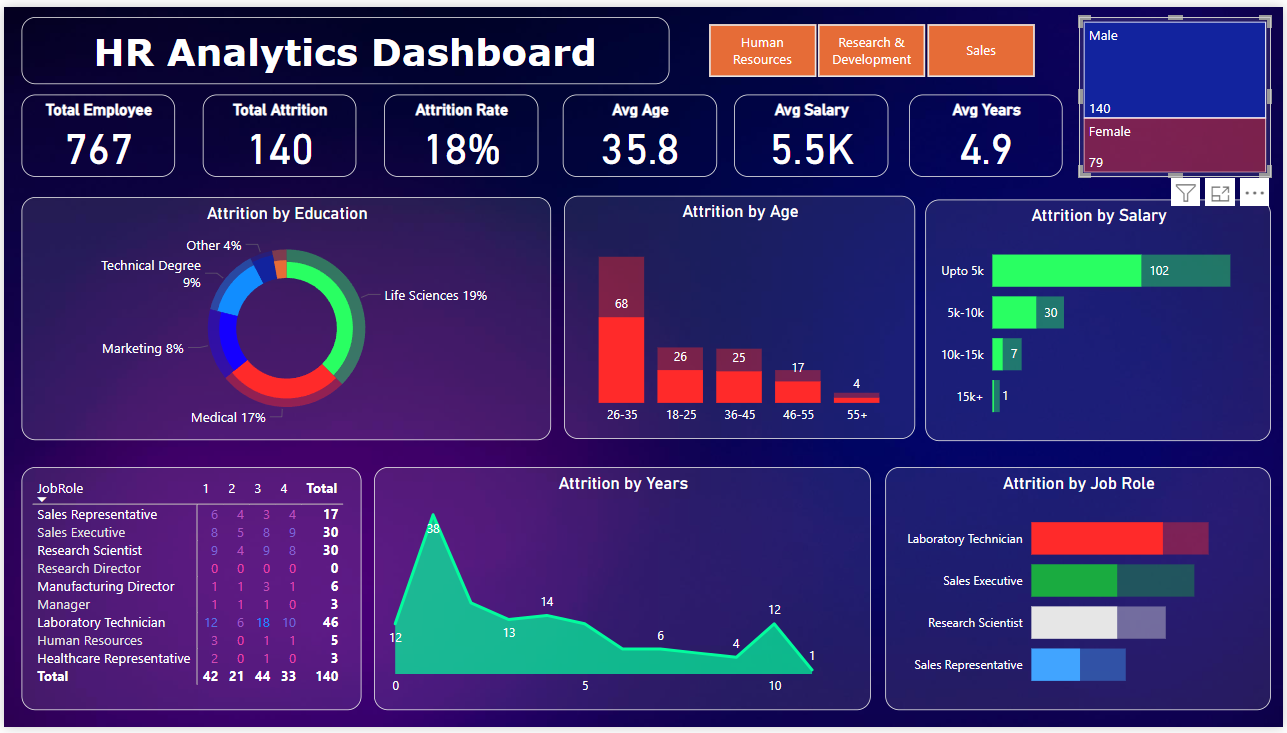 HR Analytics Dashboard
Human
Resources
Research &
Development
Sales
Male
140
Female
79
Total Employee
767
Total Attrition
140
Attrition Rate
18%
Avg Age
35.8
Avg Salary
5.5K
Avg Years
4.9
Attrition by Education
Other 4%
Technical Degree
9%
Life Sciences 19%
Marketing 8%
Medical 17%
Attrition by Age
68
26
25
17
4
26-35 18-25 36-45 46-55 55+
Attrition by Salary
Upto 5k 102
5k-10k 30
10k-15k 7
15k+ 1
JobRole 1 2 3 4 Total
Sales Representative 6 4 3 4 17
Sales Executive 8 5 8 9 30
Research Scientist 9 4 9 8 30
Research Director 0 0 0 0 0
Manufacturing Director 1 1 3 1 6
Manager 1 1 1 0 3
Laboratory Technician 12 6 18 10 46
Human Resources 3 0 1 1 5
Healthcare Representative 2 0 1 0 3
Total 42 21 44 33 140
Attrition by Years
38
12
13
14
6
4
12
1
0 5 10
Attrition by Job Role
Laboratory Technician
Sales Executive
Research Scientist
Sales Representative